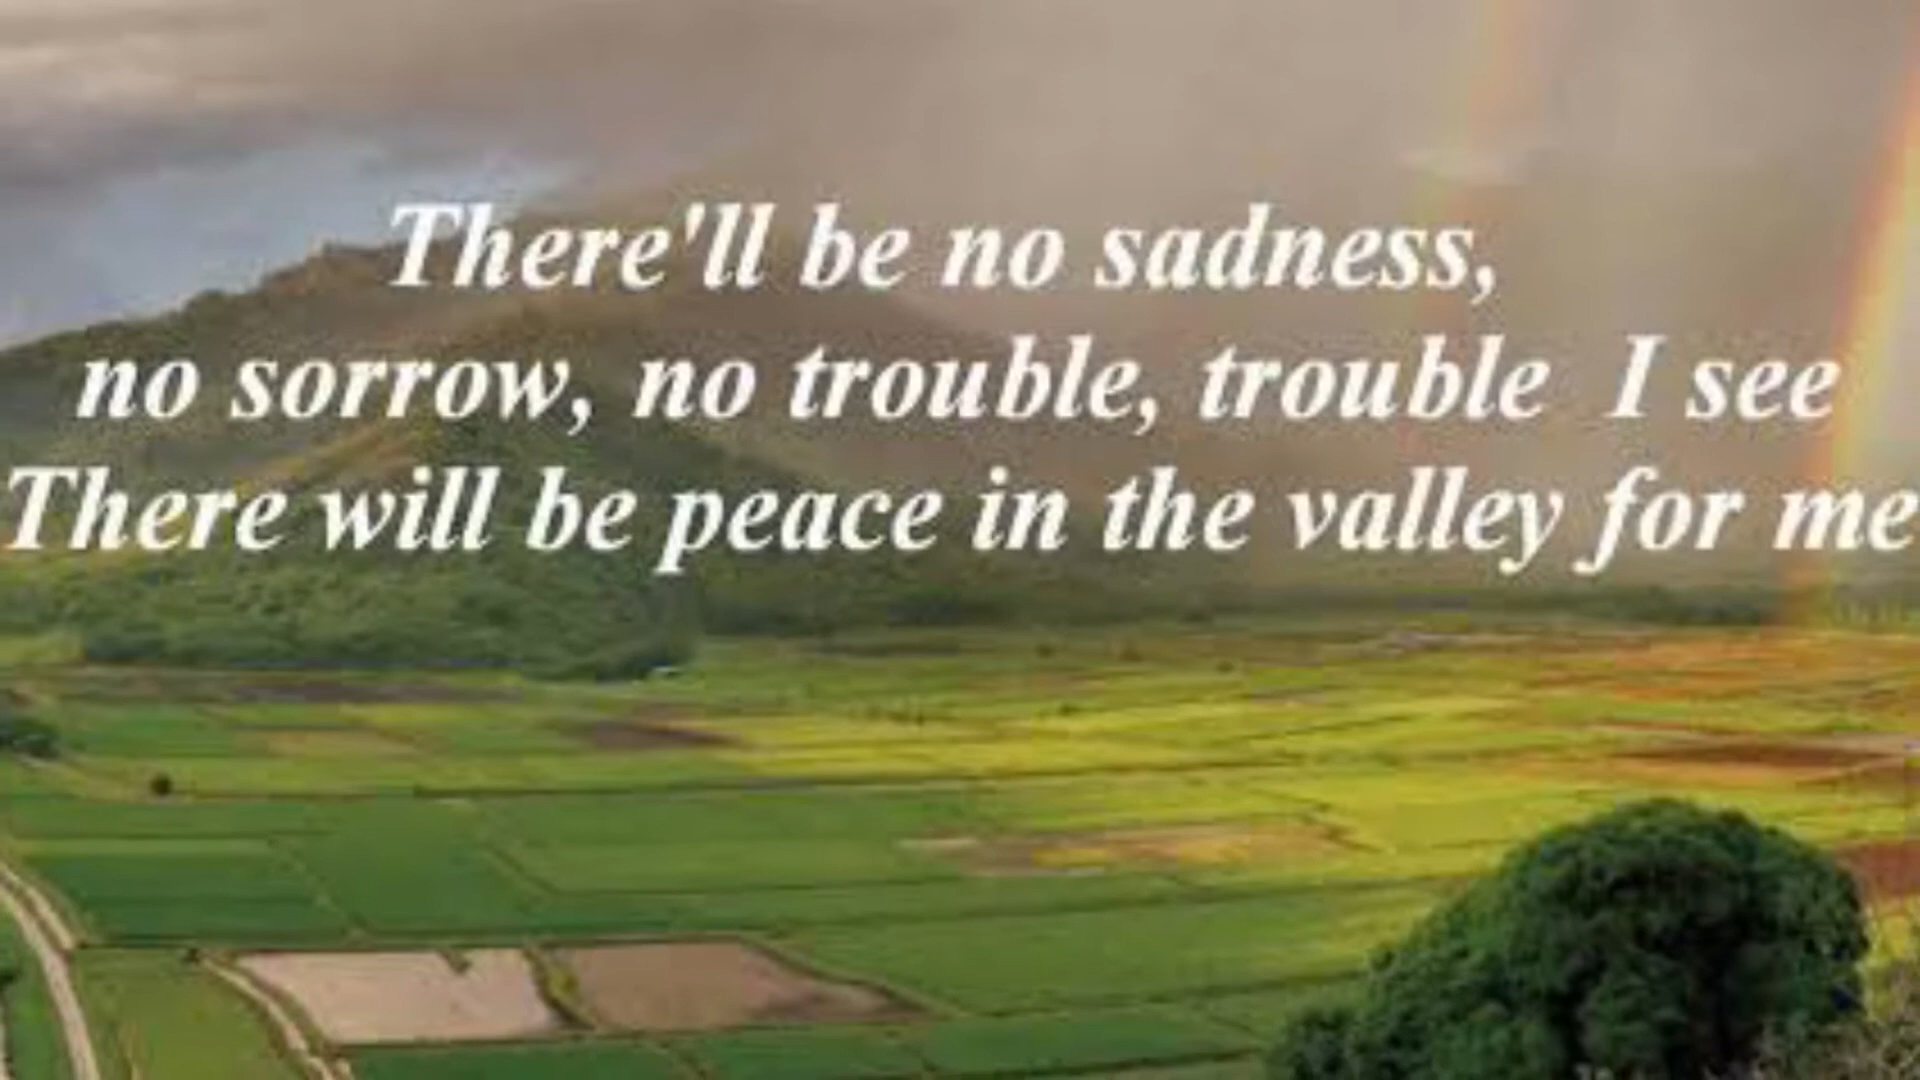 There'll be no sadness,
no sorrow, no trouble, trouble I see
There will be peace in the valley for me